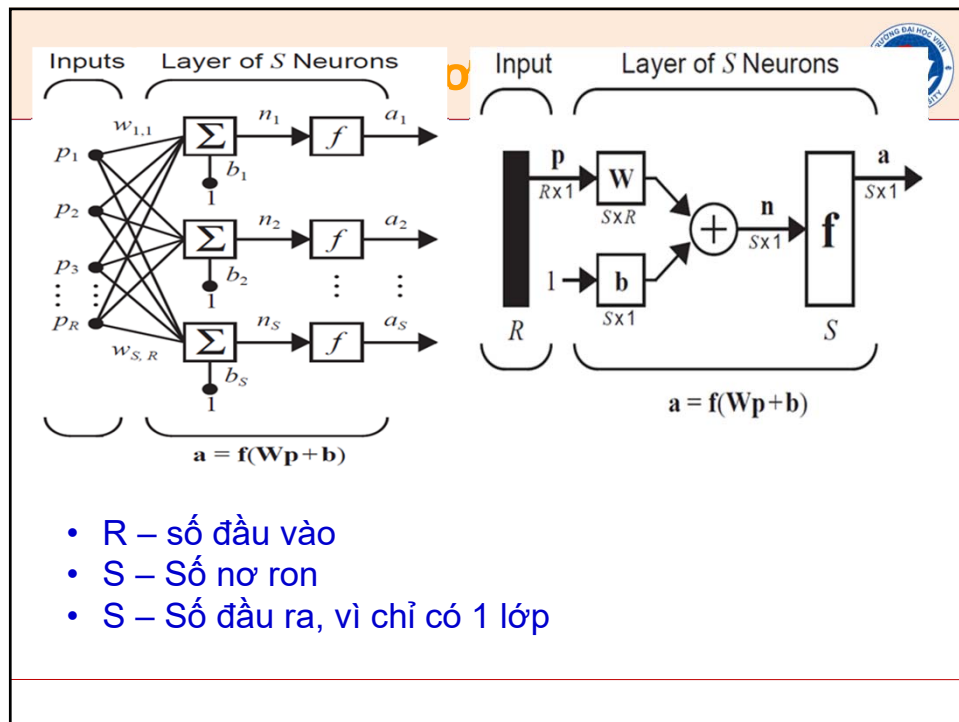 Inputs
Layer of S Neurons
w1,1
p1
p2
p3
pR
wS, R
Σ
n1
f
a1
b1
1
Σ
n2
f
a2
b2
1
Σ
nS
f
aS
bS
1
a = f(Wp+b)
Input
Layer of S Neurons
p
Rx1
W
SxR
1
b
Sx1
+
n
Sx1
f
a
Sx1
R
S
a = f(Wp+b)
• R – số đầu vào
• S – Số nơ ron
• S – Số đầu ra, vì chỉ có 1 lớp